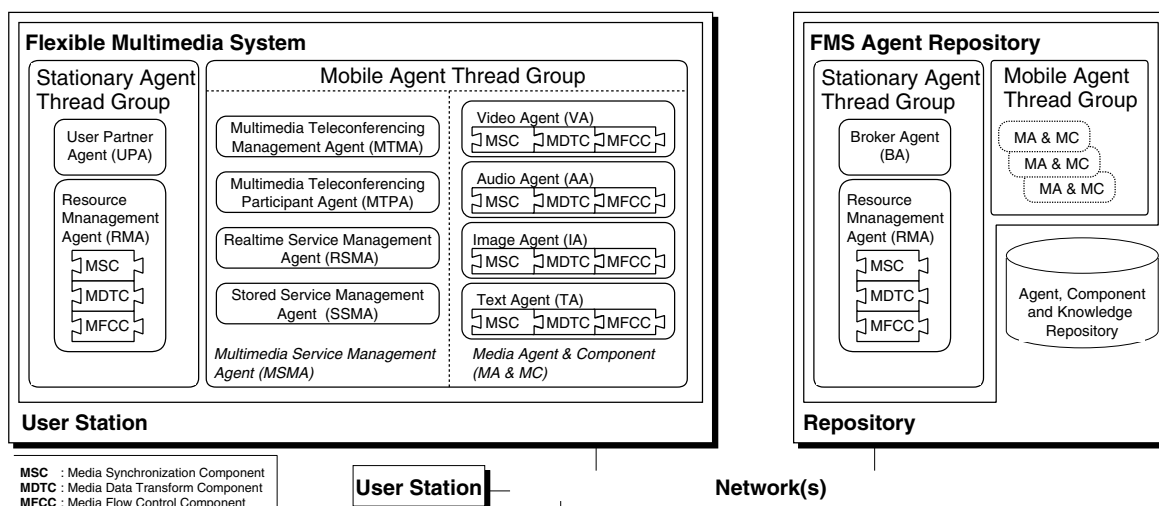 Flexible Multimedia System
Stationary Agent
Thread Group
User Partner
Agent (UPA)
Resource
Mnanagement
Agent (RMA)
MSC
MDTC
MFCC
Mobile Agent Thread Group
Multimedia Teleconferencing
Management Agent (MTMA)
Multimedia Teleconferencing
Participant Agent (MTPA)
Realtime Service Management
Agent (RSMA)
Stored Service Management
Agent (SSMA)
Multimedia Service Management
Agent (MSMA)
Video Agent (VA)
MSC MDTC MFCC
Audio Agent (AA)
MSC MDTC MFCC
Image Agent (IA)
MSC MDTC MFCC
Text Agent (TA)
MSC MDTC MFCC
Media Agent & Component
(MA & MC)
User Station
FMS Agent Repository
Stationary Agent
Thread Group
Broker Agent
(BA)
Resource
Mnanagement
Agent (RMA)
MSC
MDTC
MFCC
Mobile Agent
Thread Group
MA & MC
MA & MC
MA & MC
Agent, Component
and Knowledge
Repository
Repository
MSC : Media Synchronization Component
MDTC : Media Data Transform Component
MFCC : Media Flow Control Component
User Station
Network(s)